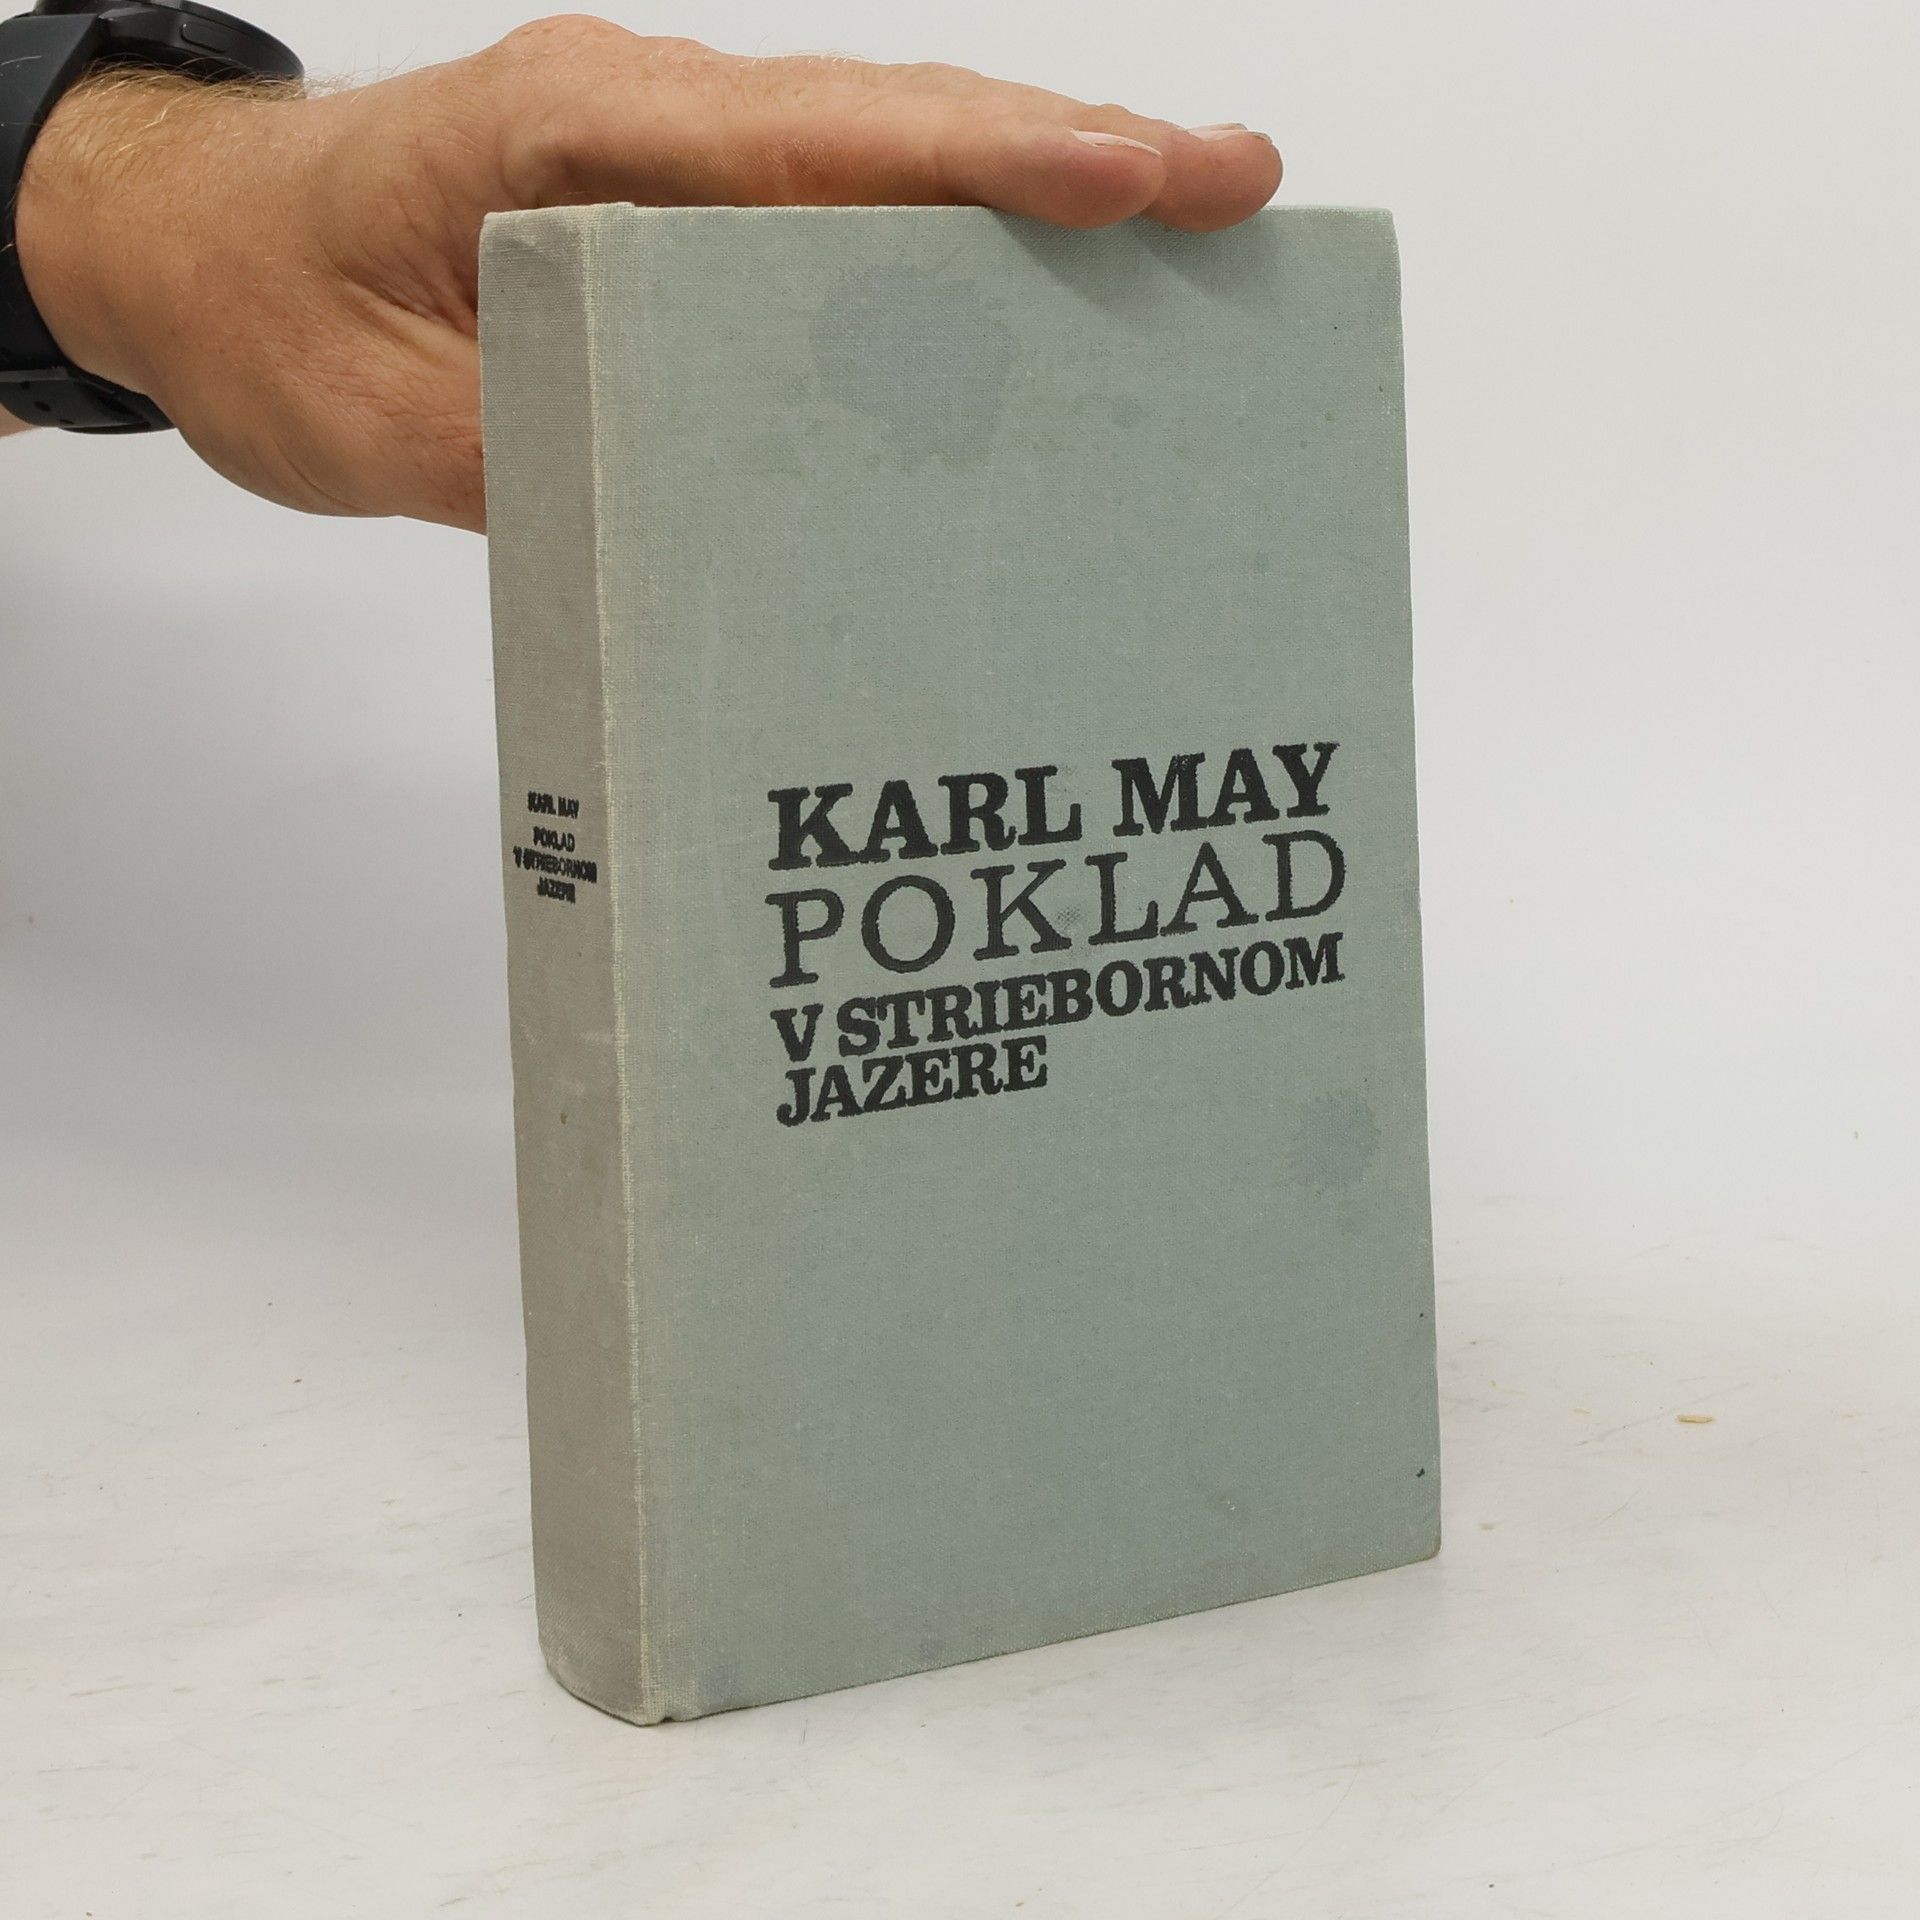 KARL MAY
POKLAD
V STRIEBORNOM
JAZERE
KARL MAY
POKLAD
V STRIEBORNOM
JAZERE